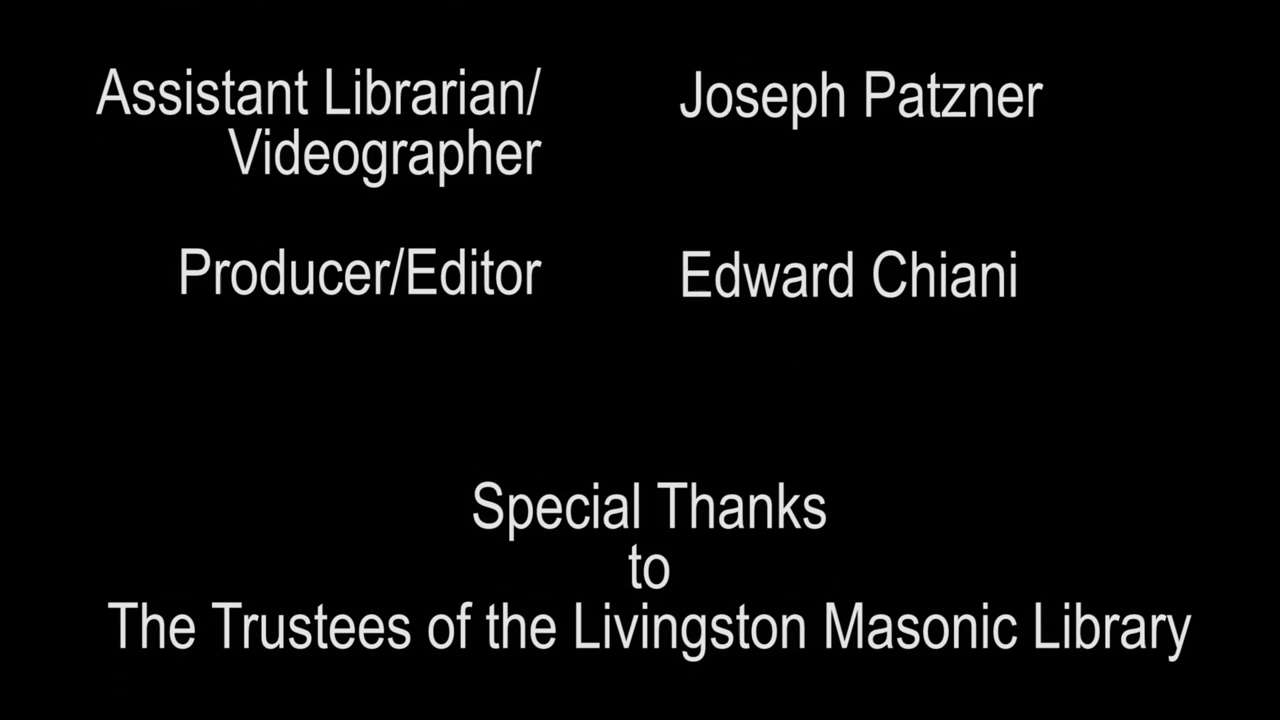 Assistant Librarian/ Joseph Patzner
Videographer
Producer/Editor Edward Chiani
Special Thanks
to
The Trustees of the Livingston Masonic Library